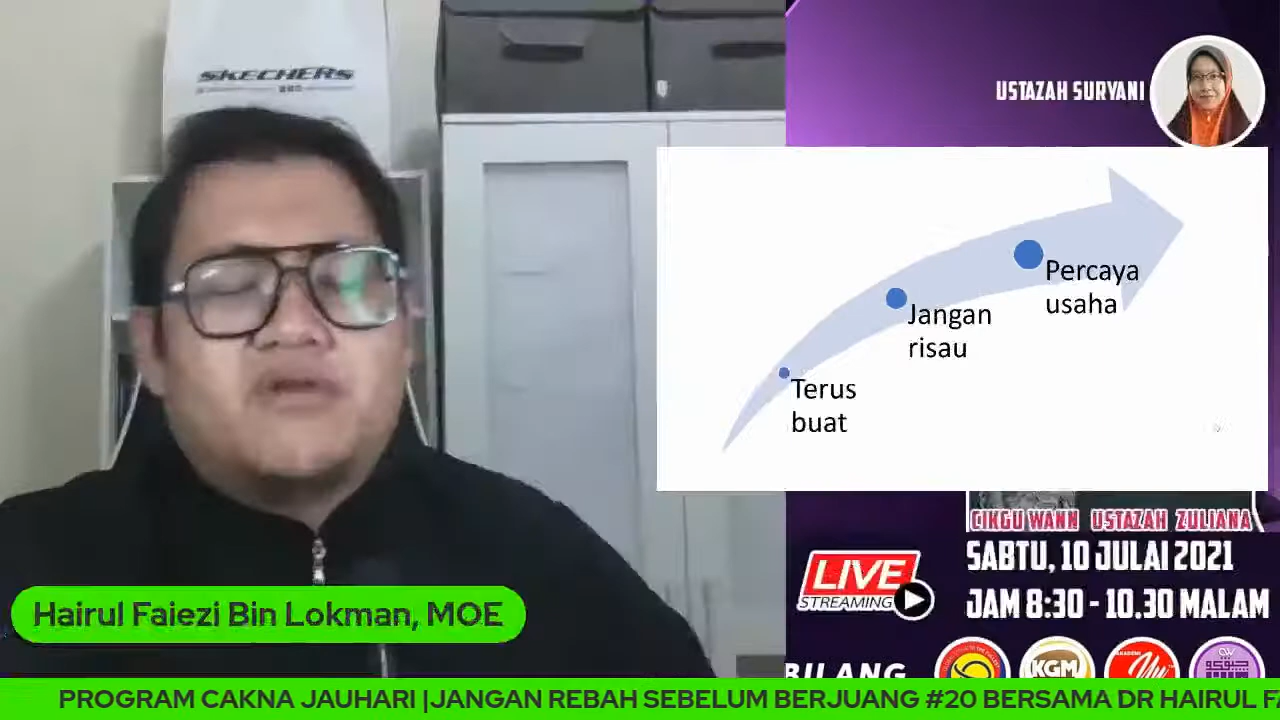 SKECHERS
USTAZAH SURYANI
Percaya
usaha
Jangan
risau
Terus
buat
CIKGU WANN USTAZAH ZULIANA
LIVE
STREAMING
SABTU, 10 JULAI 2021
JAM 8:30 - 10.30 MALAM
Hairul Faiezi Bin Lokman, MOE
BILANG
KGM
PROGRAM CAKNA JAUHARI |JANGAN REBAH SEBELUM BERJUANG #20 BERSAMA DR HAIRUL FA